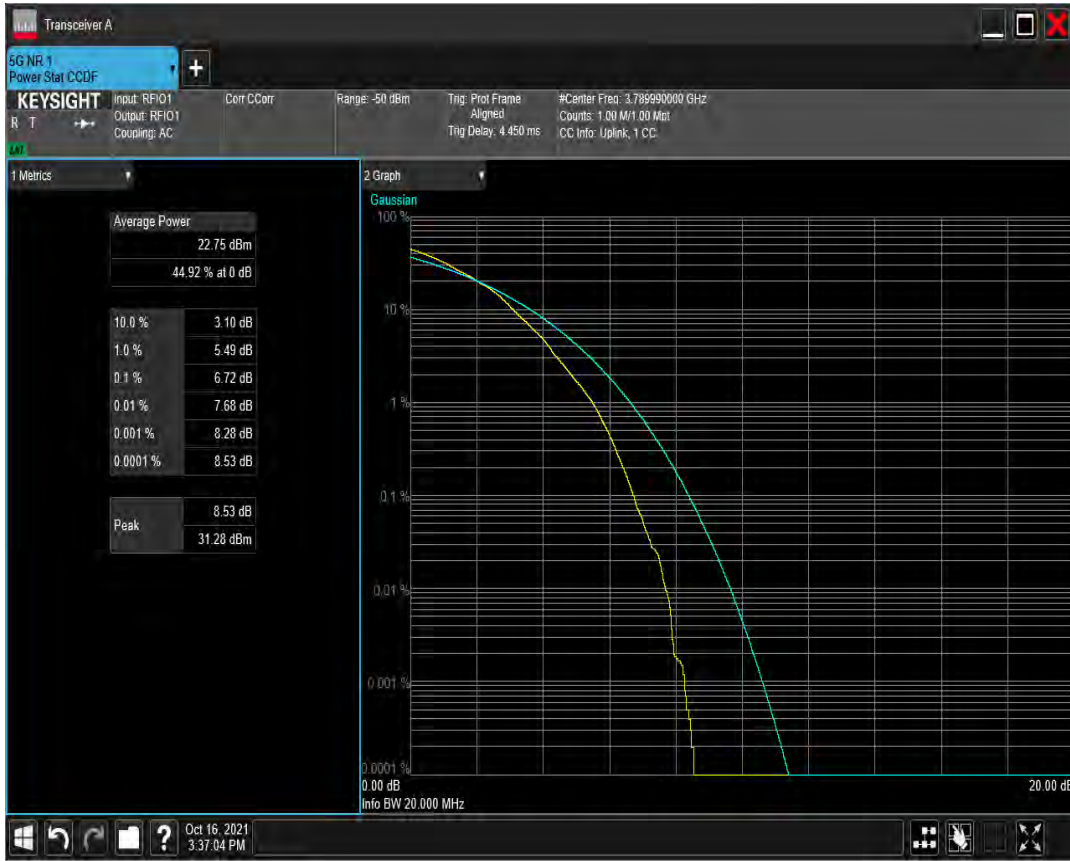 Transceiver A
5G NR 1
Power Stat CCDF
+
KEYSIGHT
R T
LXI
Input: RFIO1
Output: RFIO1
Coupling: AC
Corr CCorr
Range: -50 dBm
Trig: Prot Frame
Aligned
Trig Delay: 4.450 ms
#Center Freq: 3.789990000 GHz
Counts: 1.00 M/1.00 Mpt
CC Info: Uplink, 1 CC
1 Metrics
Average Power
22.75 dBm
44.92 % at 0 dB
10.0 % 3.10 dB
1.0 % 5.49 dB
0.1 % 6.72 dB
0.01 % 7.68 dB
0.001 % 8.28 dB
0.0001 % 8.53 dB
Peak 8.53 dB
31.28 dBm
2 Graph
Gaussian
100 %
10 %
1 %
0.1 %
0.01 %
0.001 %
0.0001 %
0.00 dB
20.00 dB
Info BW 20.000 MHz
?
Oct 16, 2021
3:37:04 PM